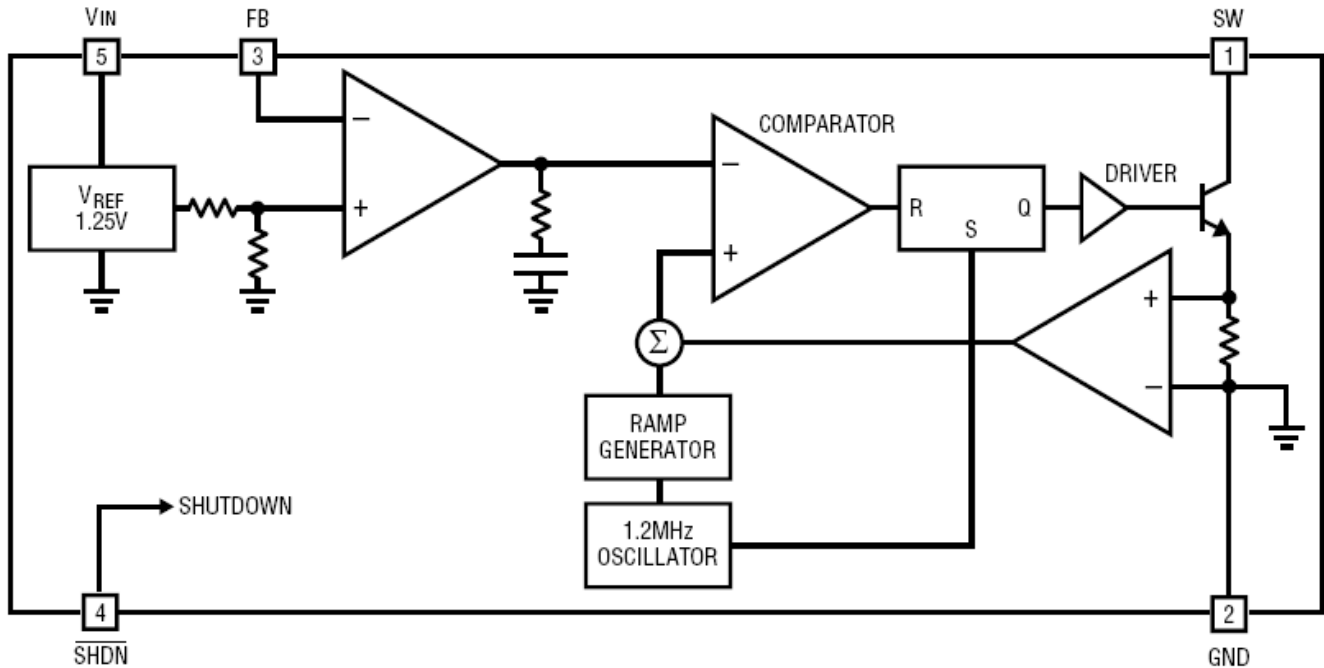 VIN
FB
SW
5
3
1
COMPARATOR
DRIVER
−
−
VREF
1.25V
+
R
Q
S
+
+
Σ
−
RAMP
GENERATOR
SHUTDOWN
1.2MHz
OSCILLATOR
4
2
SHDN
GND